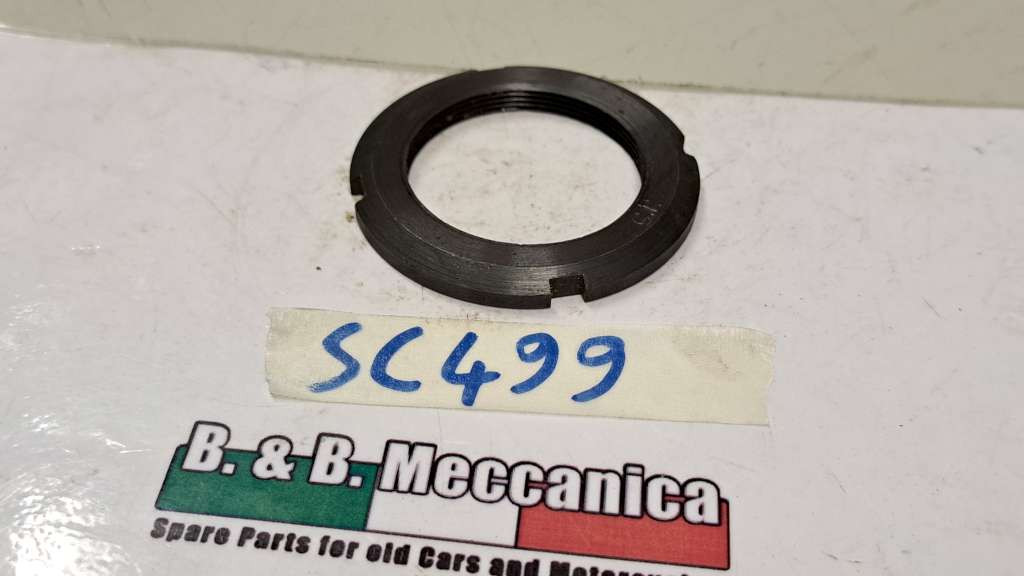 SC499
B. & B. Meccanica
Spare Parts for old Cars and